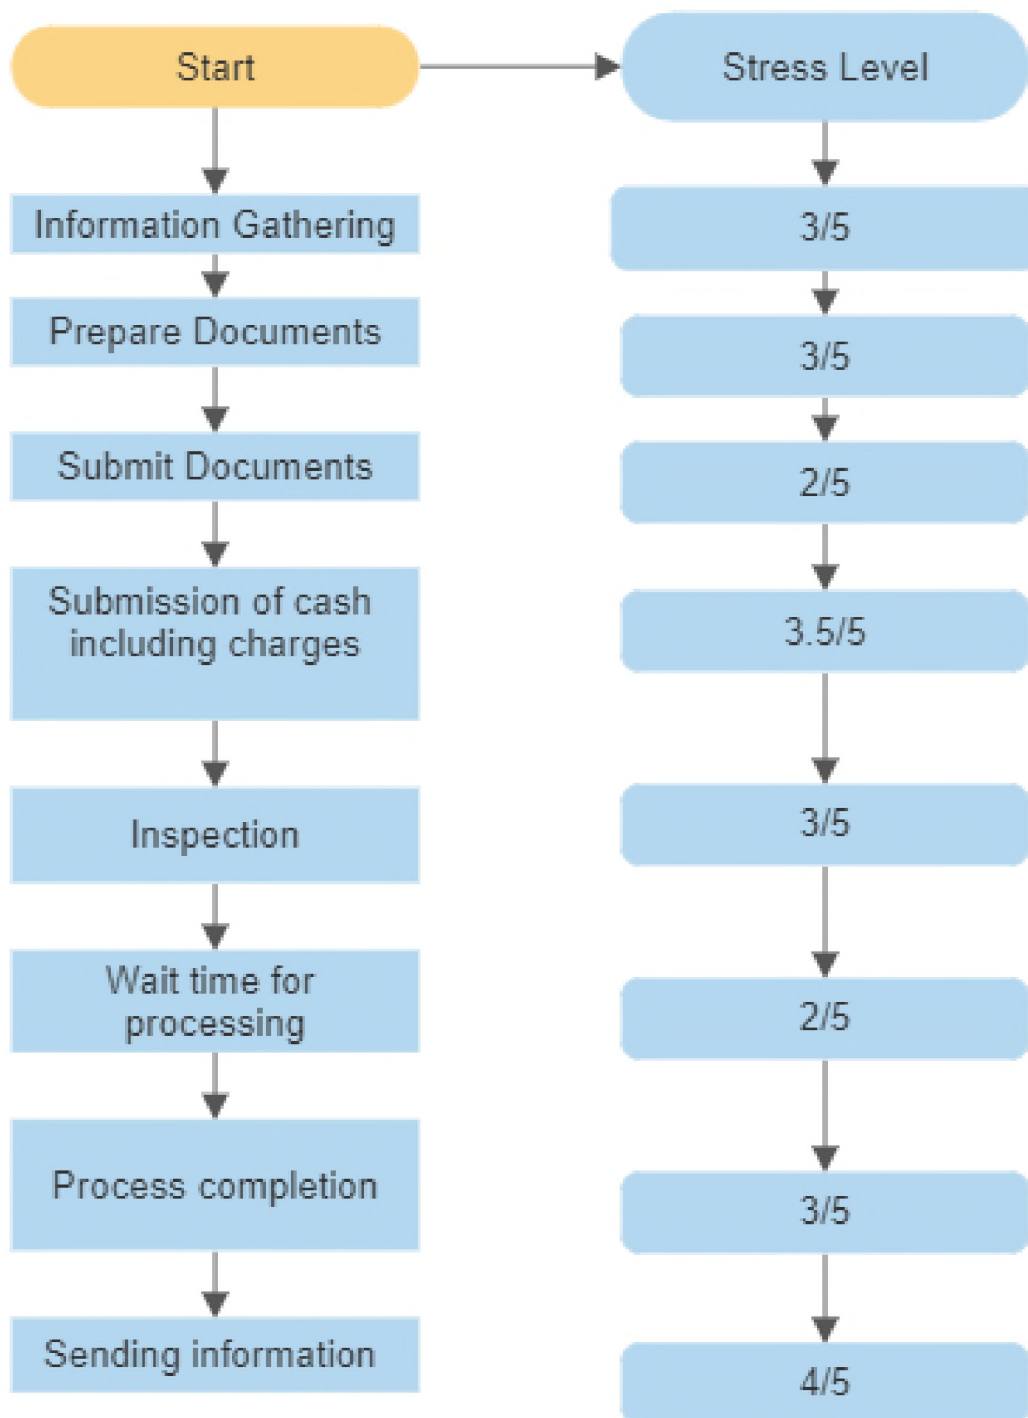 Start
Stress Level
Information Gathering
3/5
Prepare Documents
3/5
Submit Documents
2/5
Submission of cash
including charges
3.5/5
Inspection
3/5
Wait time for
processing
2/5
Process completion
3/5
Sending information
4/5